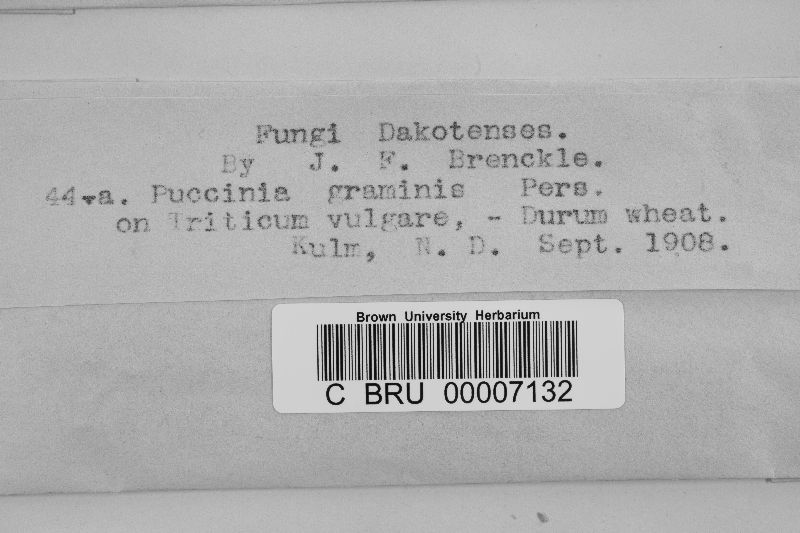 Fungi Dakotenses.
By J. F. Brenckle.
44-a. Puccinia graminis Pers.
on Triticum vulgare, - Durum wheat.
Kulm, N. D. Sept. 1908.
Brown University Herbarium
C BRU 00007132